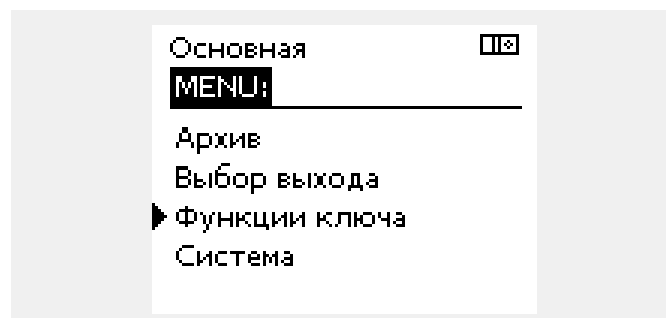 Основная
MENU:
Архив
Выбор выхода
Функции ключа
Система